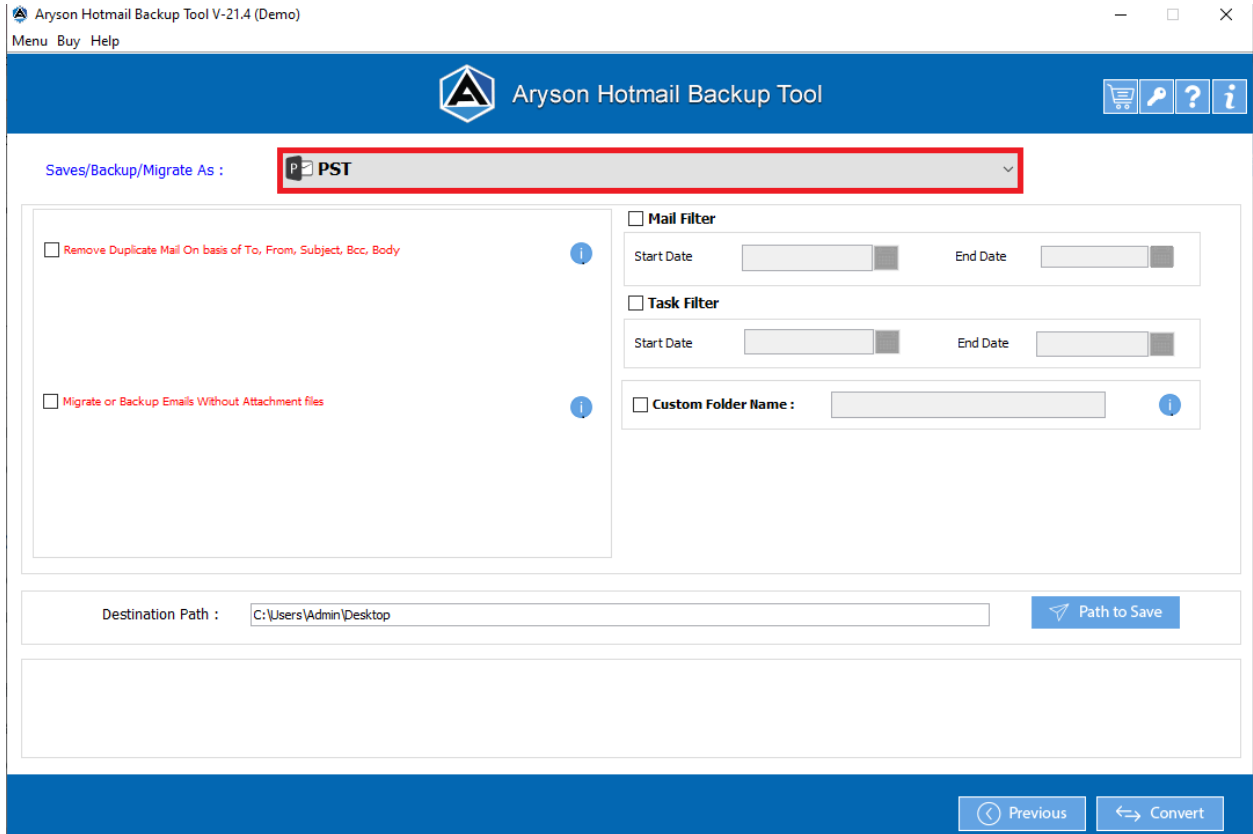 Aryson Hotmail Backup Tool V-21.4 (Demo)
Menu Buy Help
Aryson Hotmail Backup Tool
Saves/Backup/Migrate As :
PST
Remove Duplicate Mail On basis of To, From, Subject, Bcc, Body
Mail Filter
Start Date
End Date
Task Filter
Start Date
End Date
Migrate or Backup Emails Without Attachment files
Custom Folder Name :
Destination Path :
C:\Users\Admin\Desktop
Path to Save
Previous
Convert